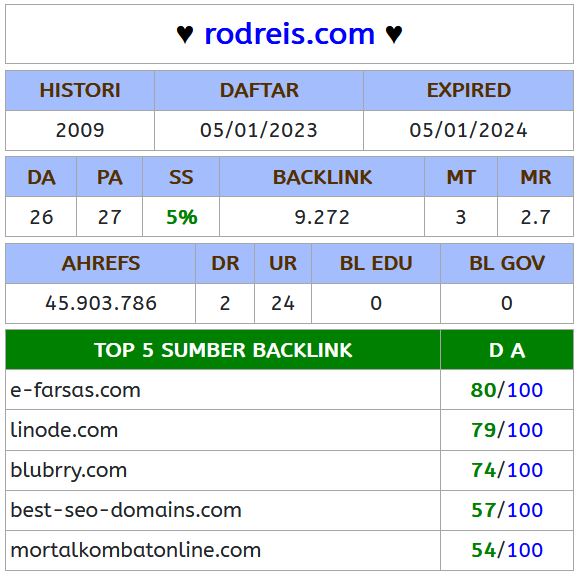 ♥ rodreis.com ♥
HISTORI DAFTAR EXPIRED
2009 05/01/2023 05/01/2024
DA PA SS BACKLINK MT MR
26 27 5% 9.272 3 2.7
AHREFS DR UR BL EDU BL GOV
45.903.786 2 24 0 0
TOP 5 SUMBER BACKLINK D A
e-farsas.com 80/100
linode.com 79/100
blubrry.com 74/100
best-seo-domains.com 57/100
mortalkombatonline.com 54/100